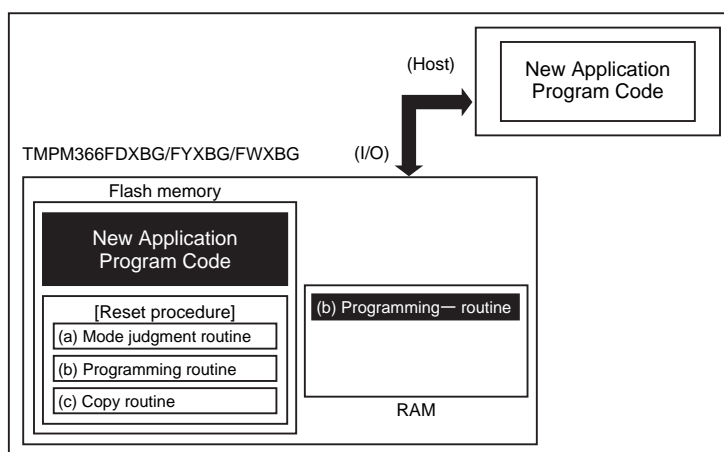 (Host)
New Application
Program Code
TMPM366FDXBG/FYXBG/FWXBG
(I/O)
Flash memory
New Application
Program Code
[Reset procedure]
(a) Mode judgment routine
(b) Programming routine
(c) Copy routine
(b) Programming— routine
RAM